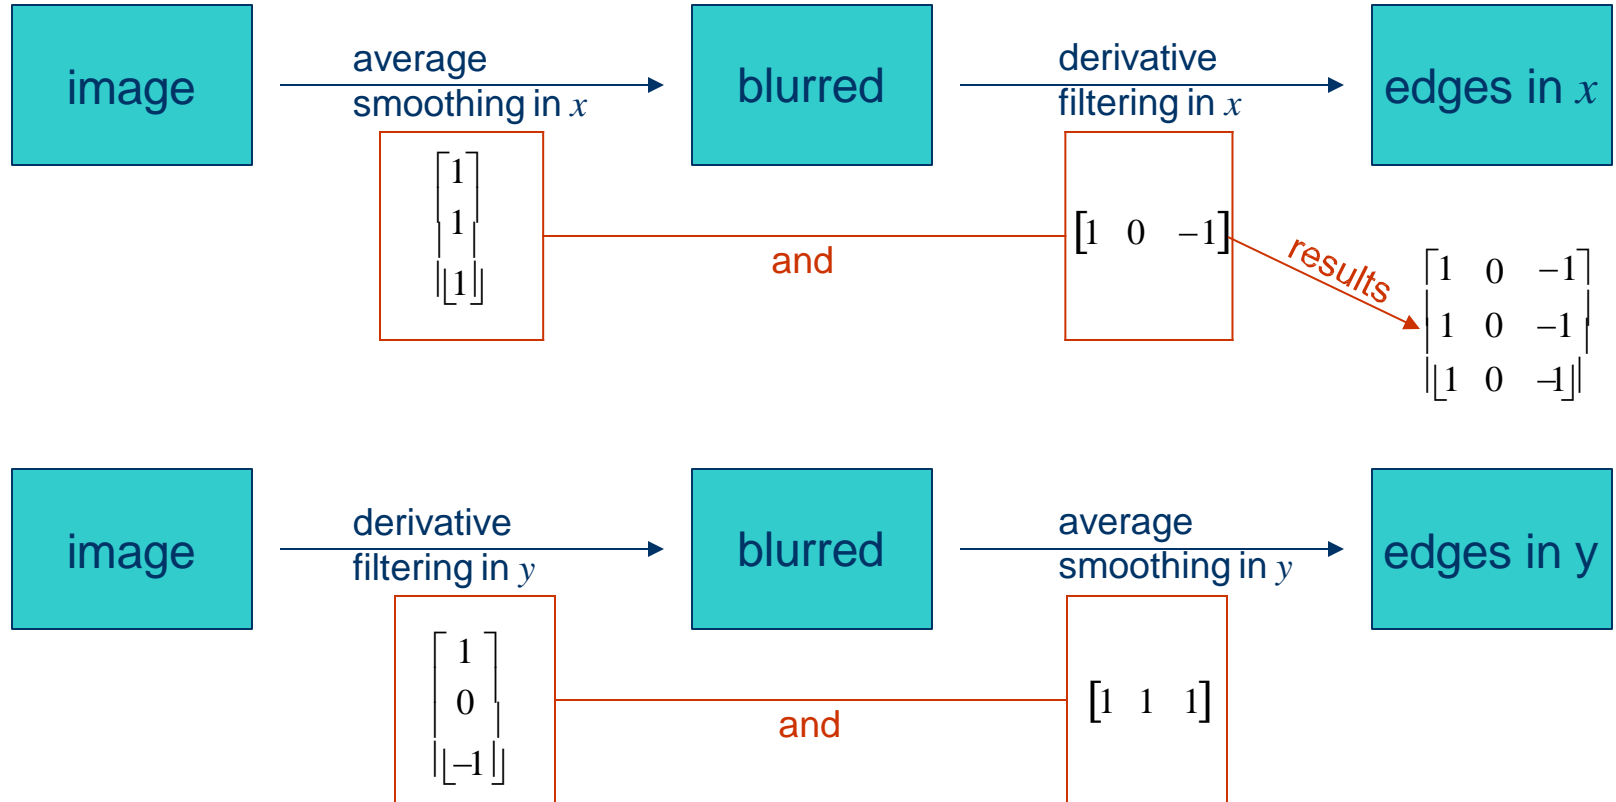 image
average
smoothing in x
blurred
derivative
filtering in x
edges in x
[1
1
1]
and
[1 0 −1]
results
[1 0 −1
1 0 −1
1 0 −1]
image
derivative
filtering in y
blurred
average
smoothing in y
edges in y
[1
0
−1]
and
[1 1 1]